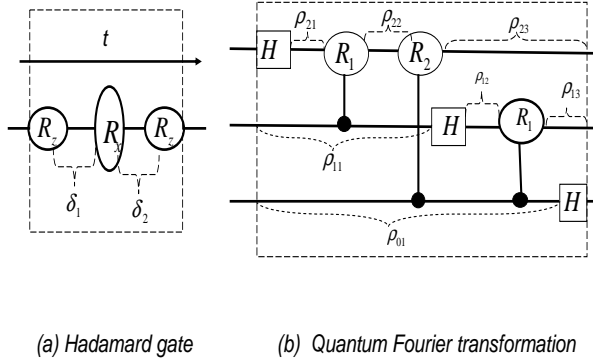 t
R_z R_x R_z
δ_1 δ_2
(a) Hadamard gate
ρ_21 ρ_22 ρ_23
H R_1 R_2
ρ_12 ρ_13
H R_1
ρ_11
H
ρ_01
(b) Quantum Fourier transformation